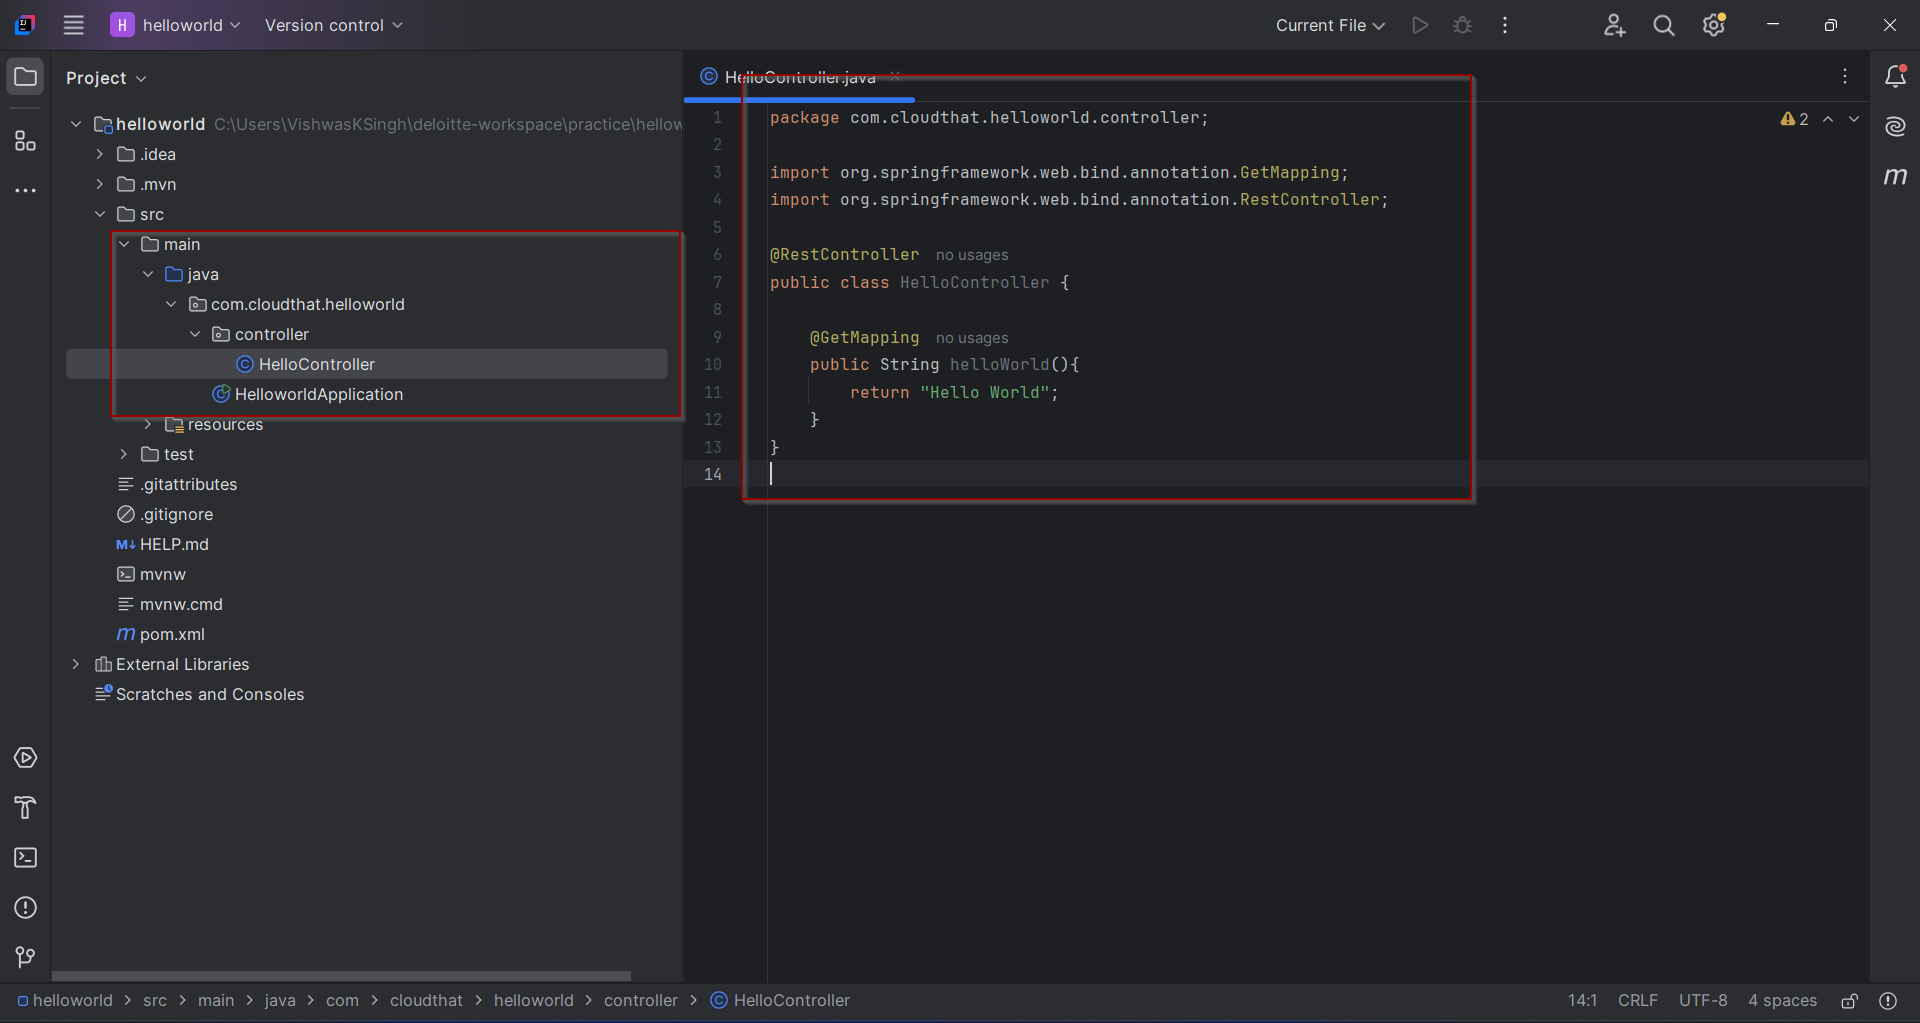 H helloworld Version control Current File
Project
helloworld C:\Users\VishwasKSingh\deloitte-workspace\practice\hellow
.idea
.mvn
src
main
java
com.cloudthat.helloworld
controller
HelloController
HelloworldApplication
resources
test
.gitattributes
.gitignore
M↓ HELP.md
mvnw
mvnw.cmd
m pom.xml
External Libraries
Scratches and Consoles
HelloController.java
2
1 package com.cloudthat.helloworld.controller;
2
3 import org.springframework.web.bind.annotation.GetMapping;
4 import org.springframework.web.bind.annotation.RestController;
5
6 @RestController no usages
7 public class HelloController {
8
9 @GetMapping no usages
10 public String helloWorld(){
11 return "Hello World";
12 }
13 }
14
m
helloworld > src > main > java > com > cloudthat > helloworld > controller > HelloController
14:1 CRLF UTF-8 4 spaces